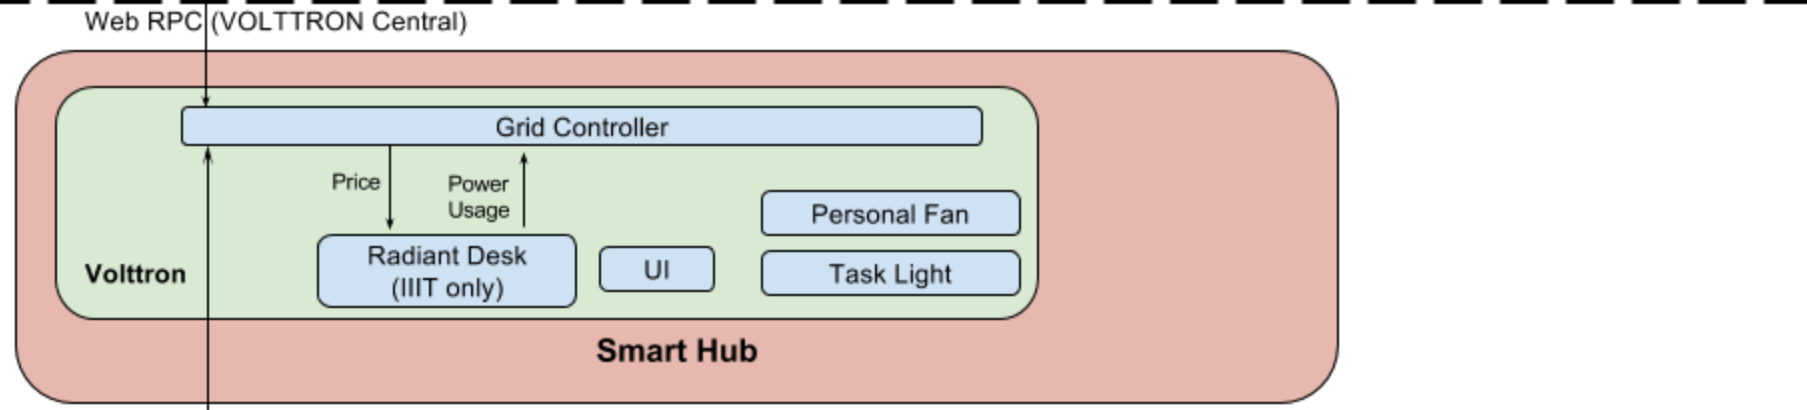 Web RPC (VOLTTRON Central)
Grid Controller
Price
Power
Usage
Personal Fan
Radiant Desk
(IIIT only)
UI
Task Light
Volttron
Smart Hub